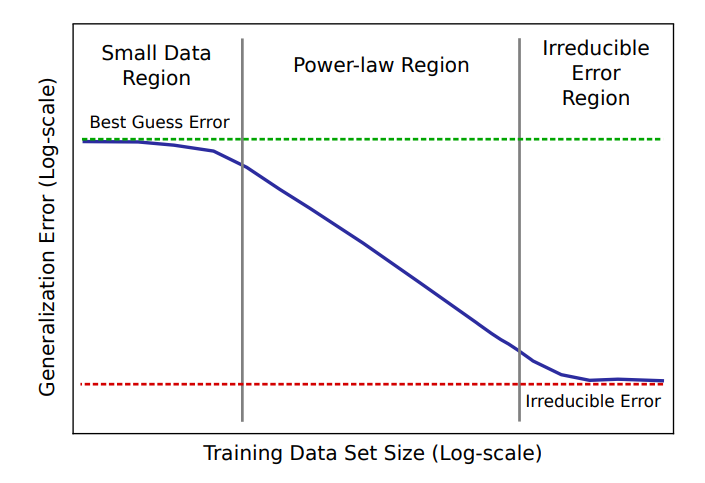 Small Data
Region
Power-law Region
Irreducible
Error
Region
Best Guess Error
Irreducible Error
Generalization Error (Log-scale)
Training Data Set Size (Log-scale)